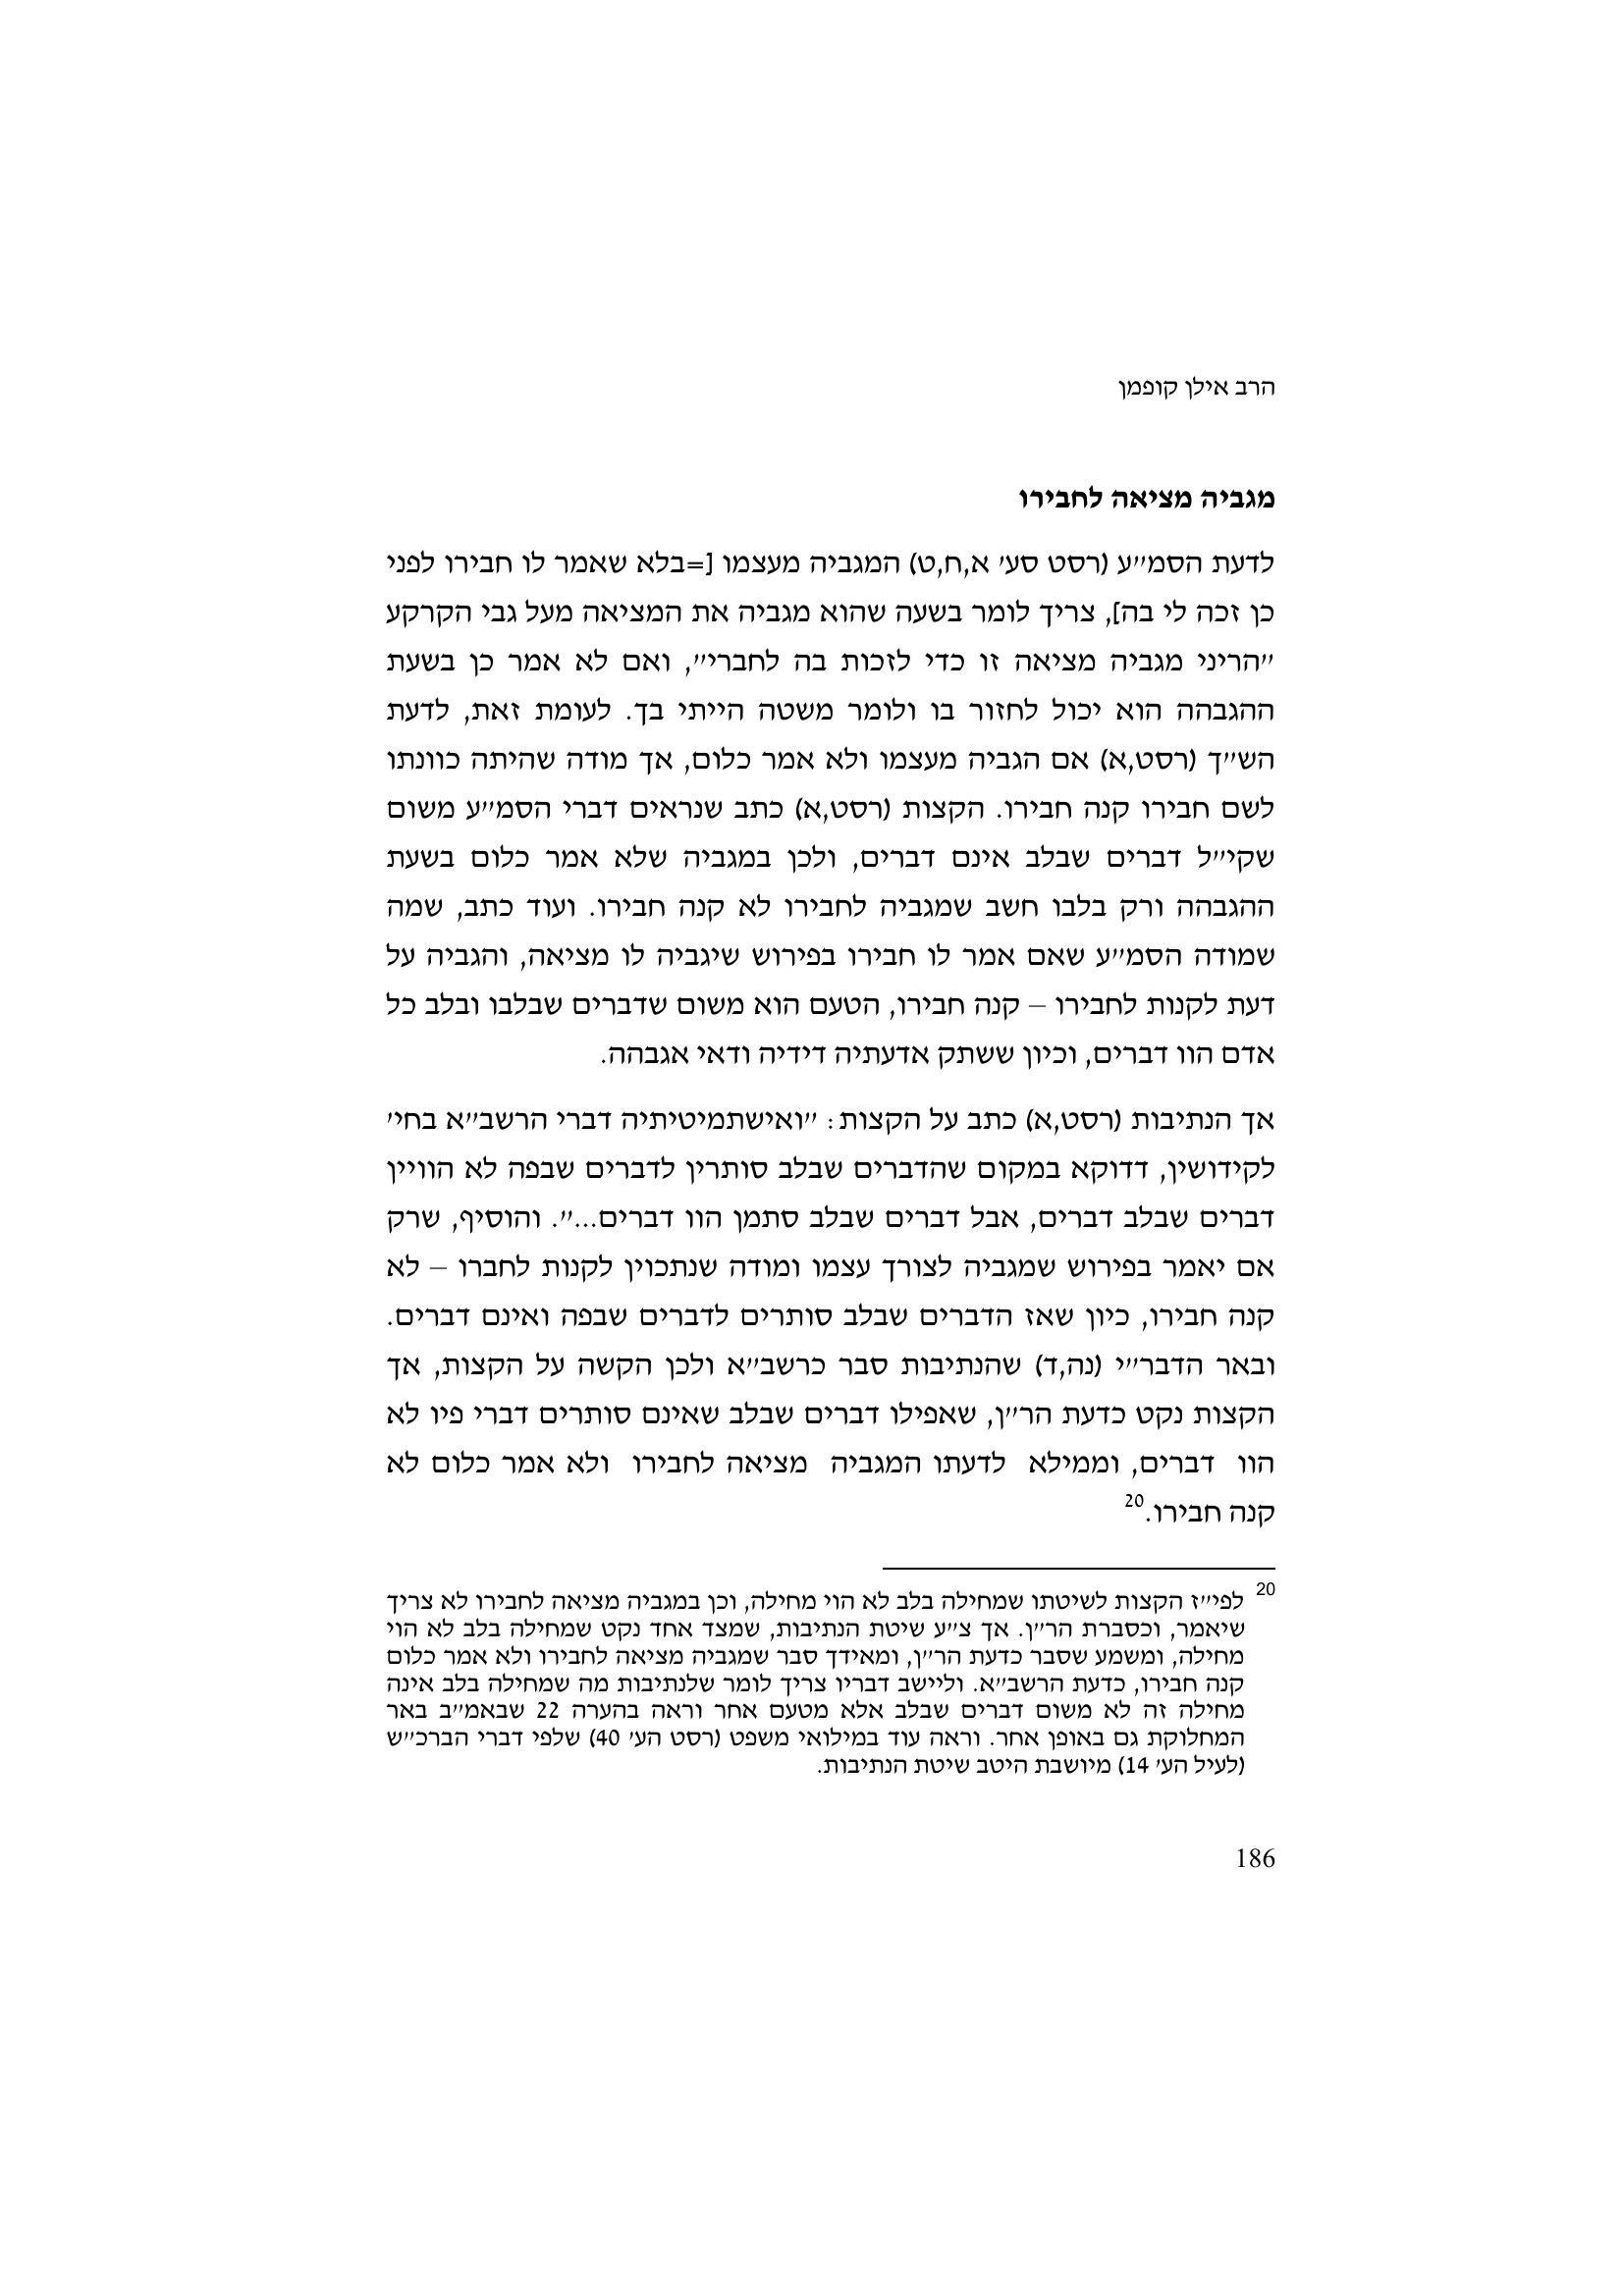 הרב אילן קופמן
מגביה מציאה לחבירו
לדעת הסמ״ע (רסט סע׳ א,ח,ט) המגביה מעצמו [=בלא שאמר לו חבירו לפני
כן זכה לי בה], צריך לומר בשעה שהוא מגביה את המציאה מעל גבי הקרקע
״הריני מגביה מציאה זו כדי לזכות בה לחברי״, ואם לא אמר כן בשעת
ההגבהה הוא יכול לחזור בו ולומר משטה הייתי בך. לעומת זאת, לדעת
הש״ך (רסט,א) אם הגביה מעצמו ולא אמר כלום, אך מודה שהיתה כוונתו
לשם חבירו קנה חבירו. הקצות (רסט,א) כתב שנראים דברי הסמ״ע משום
שקי״ל דברים שבלב אינם דברים, ולכן במגביה שלא אמר כלום בשעת
ההגבהה ורק בלבו חשב שמגביה לחבירו לא קנה חבירו. ועוד כתב, שמה
שמודה הסמ״ע שאם אמר לו חבירו בפירוש שיגביה לו מציאה, והגביה על
דעת לקנות לחבירו – קנה חבירו, הטעם הוא משום שדברים שבלבו ובלב כל
אדם הוו דברים, וכיון ששתק אדעתיה דידיה ודאי אגבהה.
אך הנתיבות (רסט,א) כתב על הקצות: ״ואישתמיטיתיה דברי הרשב״א בחי׳
לקידושין, דדוקא במקום שהדברים שבלב סותרין לדברים שבפה לא הוויין
דברים שבלב דברים, אבל דברים שבלב סתמן הוו דברים...״. והוסיף, שרק
אם יאמר בפירוש שמגביה לצורך עצמו ומודה שנתכוין לקנות לחברו – לא
קנה חבירו, כיון שאז הדברים שבלב סותרים לדברים שבפה ואינם דברים.
ובאר הדבר״י (נה,ד) שהנתיבות סבר כרשב״א ולכן הקשה על הקצות, אך
הקצות נקט כדעת הר״ן, שאפילו דברים שבלב שאינם סותרים דברי פיו לא
הוו דברים, וממילא לדעתו המגביה מציאה לחבירו ולא אמר כלום לא
קנה חבירו.20
20 לפי״ז הקצות לשיטתו שמחילה בלב לא הוי מחילה, וכן במגביה מציאה לחבירו לא צריך
שיאמר, וכסברת הר״ן. אך צ״ע שיטת הנתיבות, שמצד אחד נקט שמחילה בלב לא הוי
מחילה, ומשמע שסבר כדעת הר״ן, ומאידך סבר שמגביה מציאה לחבירו ולא אמר כלום
קנה חבירו, כדעת הרשב״א. וליישב דבריו צריך לומר שלנתיבות מה שמחילה בלב אינה
מחילה זה לא משום דברים שבלב אלא מטעם אחר וראה בהערה 22 שבאמ״ב באר
המחלוקת גם באופן אחר. וראה עוד במילואי משפט (רסט הע׳ 40) שלפי דברי הברכ״ש
(לעיל הע׳ 14) מיושבת היטב שיטת הנתיבות.
186